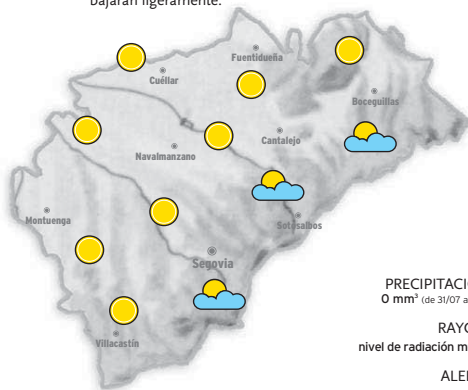 bajarán ligeramente.
Fuentidueña
Cuéllar
Boceguillas
Cantalejo
Navalmanzano
Montuenga
Sotosalbos
Segovia
Villacastín
PRECIPITACI
0 mm³ (de 31/07 a
RAYO
nivel de radiación m
ALE